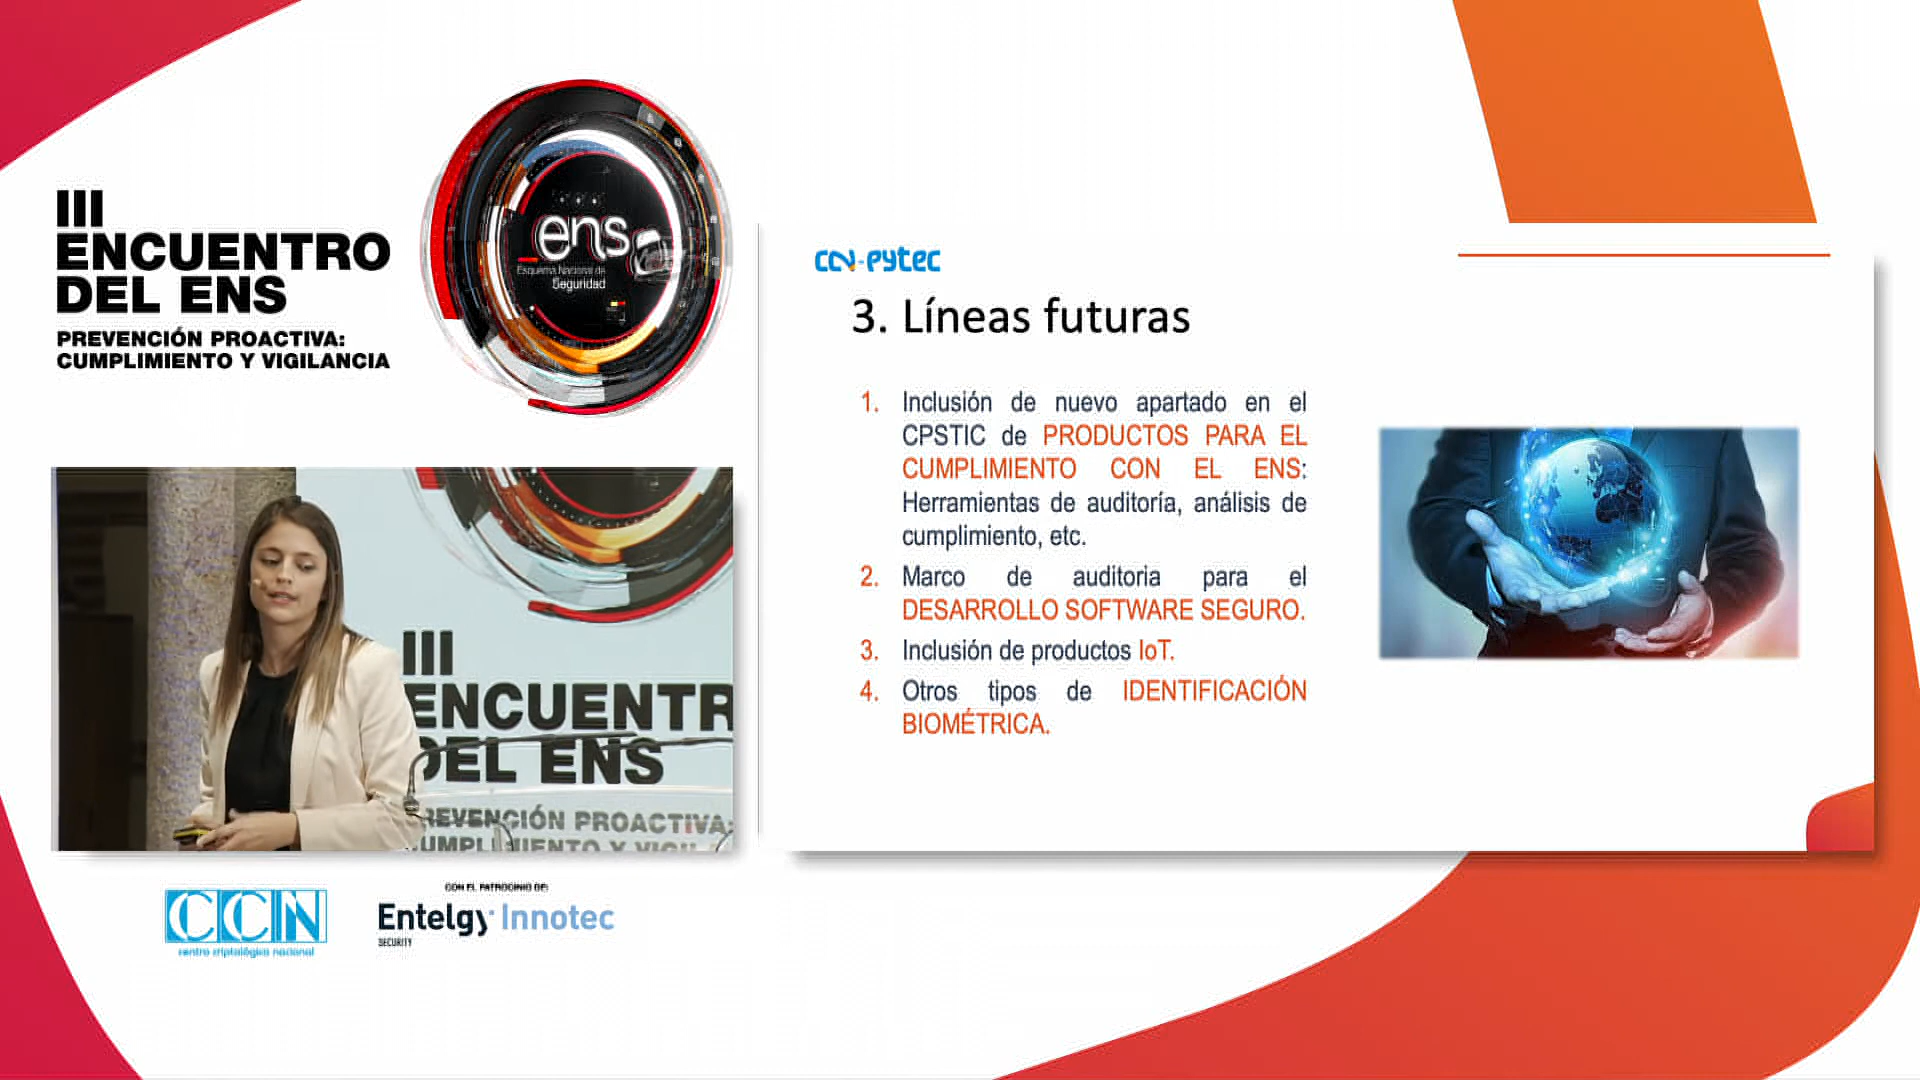 III
ENCUENTRO
DEL ENS
PREVENCIÓN PROACTIVA:
CUMPLIMIENTO Y VIGILANCIA
ens
Esquema Nacional de
Seguridad
III
ENCUENTR
DEL ENS
REVENCIÓN PROACTIVA:
CCN
centro criptológico nacional
CON EL PATROCINIO DE:
Entelgy Innotec
SECURITY
ccn-pytec
3. Líneas futuras
1. Inclusión de nuevo apartado en el
CPSTIC de PRODUCTOS PARA EL
CUMPLIMIENTO CON EL ENS:
Herramientas de auditoría, análisis de
cumplimiento, etc.
2. Marco de auditoria para el
DESARROLLO SOFTWARE SEGURO.
3. Inclusión de productos IoT.
4. Otros tipos de IDENTIFICACIÓN
BIOMÉTRICA.